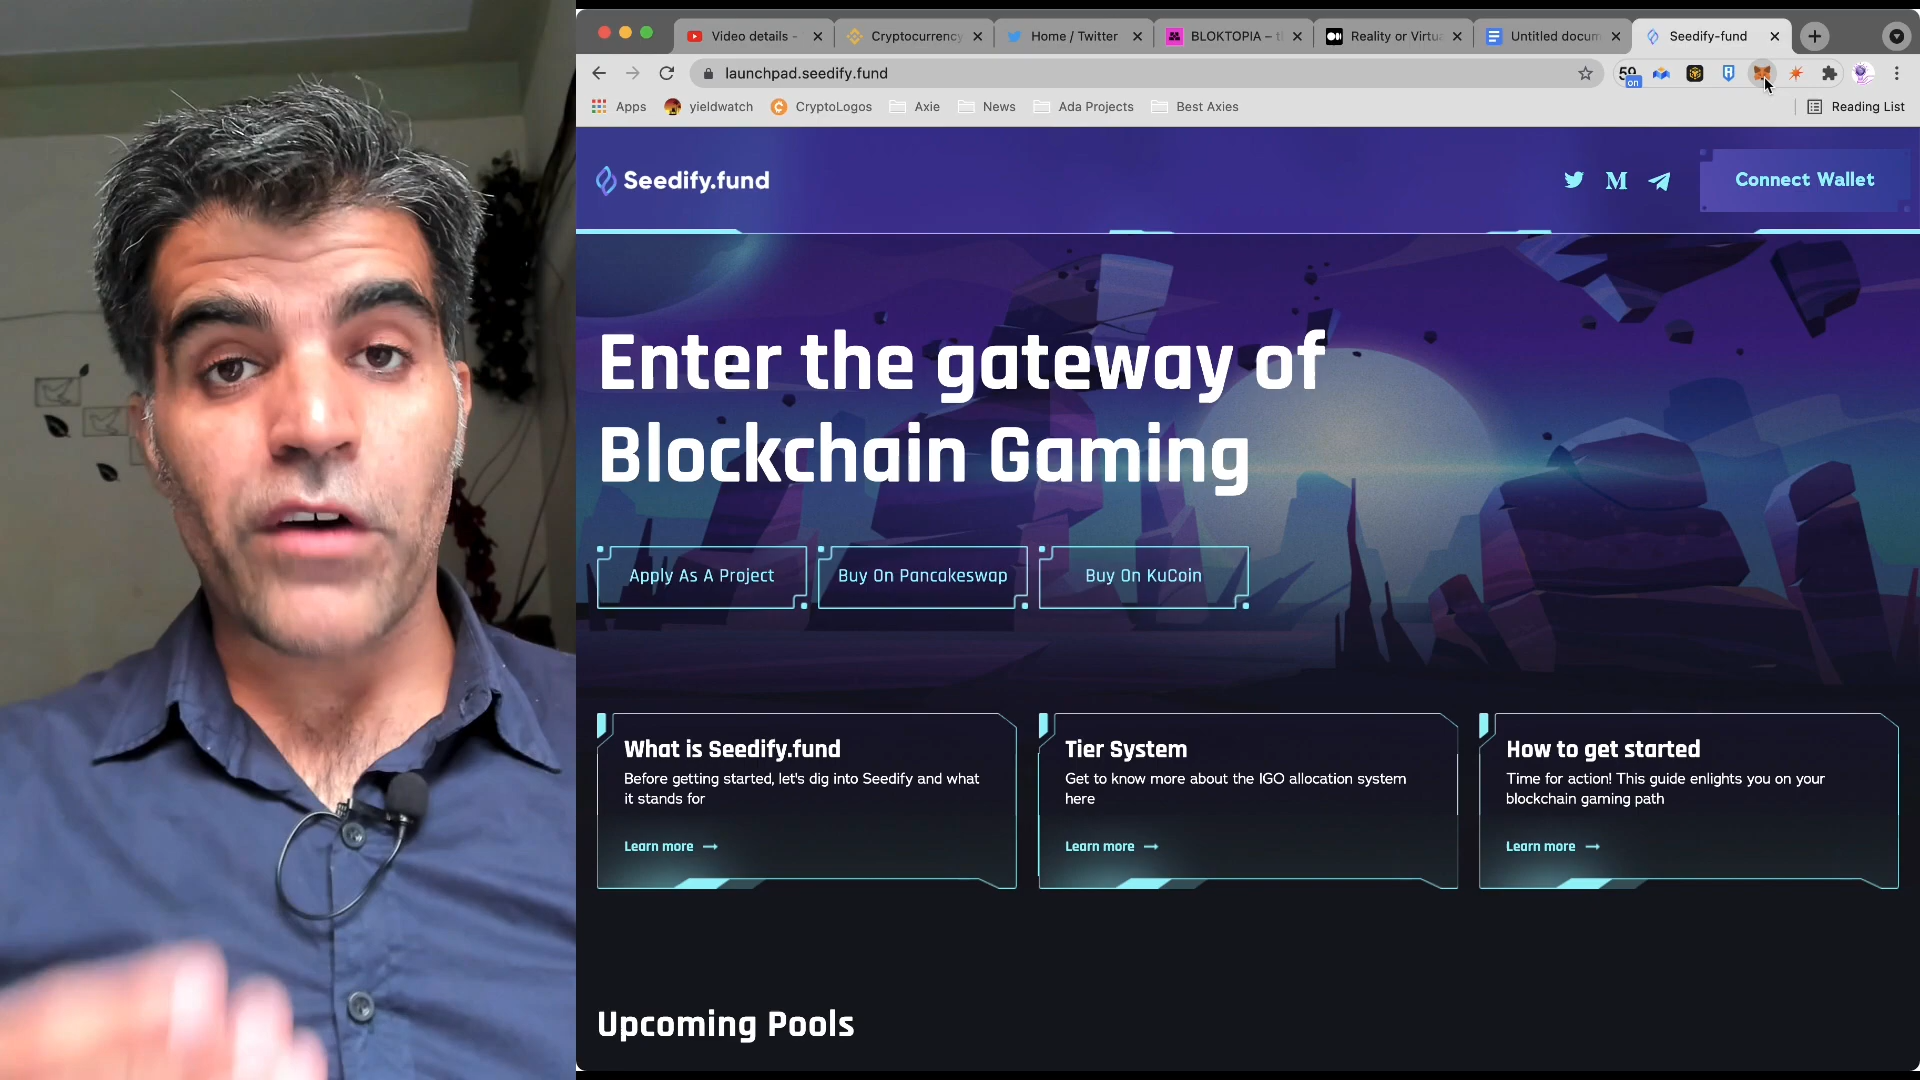 Video details -
Cryptocurrency
Home / Twitter
BLOKTOPIA – t
Reality or Virtua
Untitled docum
Seedify-fund
launchpad.seedify.fund
59
on
Apps
yieldwatch
CryptoLogos
Axie
News
Ada Projects
Best Axies
Reading List
Seedify.fund
Connect Wallet
Enter the gateway of
Blockchain Gaming
Apply As A Project
Buy On Pancakeswap
Buy On KuCoin
What is Seedify.fund
Before getting started, let's dig into Seedify and what
it stands for
Learn more
Tier System
Get to know more about the IGO allocation system
here
Learn more
How to get started
Time for action! This guide enlights you on your
blockchain gaming path
Learn more
Upcoming Pools